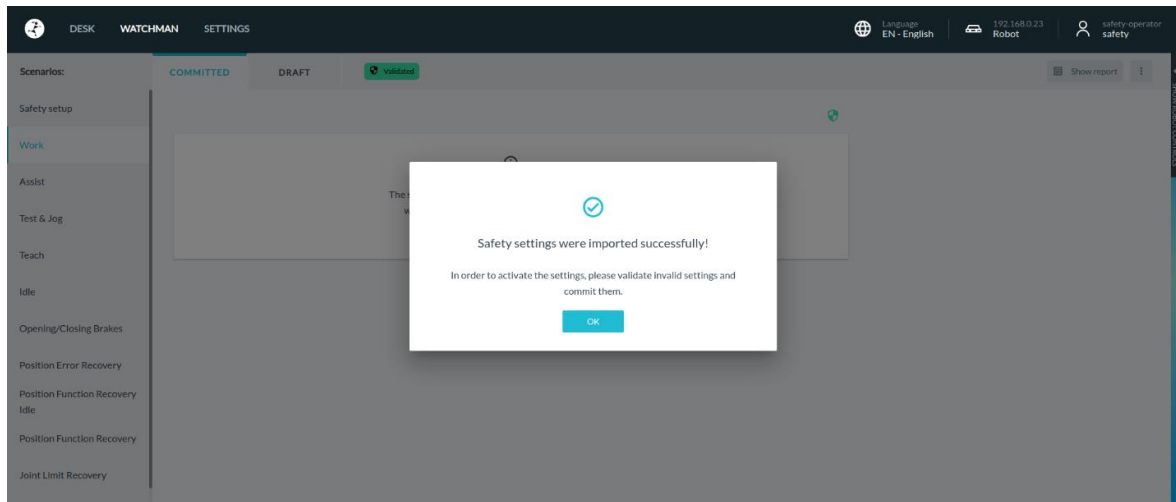 DESK WATCHMAN SETTINGS
Language
EN - English
192.168.0.23
Robot
safety-operator
safety
Scenarios:
COMMITTED DRAFT Validated Show report
Safety setup
Work
Assist
Test & Jog
Teach
Idle
Opening/Closing Brakes
Position Error Recovery
Position Function Recovery
Idle
Position Function Recovery
Joint Limit Recovery
The
Safety settings were imported successfully!
In order to activate the settings, please validate invalid settings and
commit them.
OK